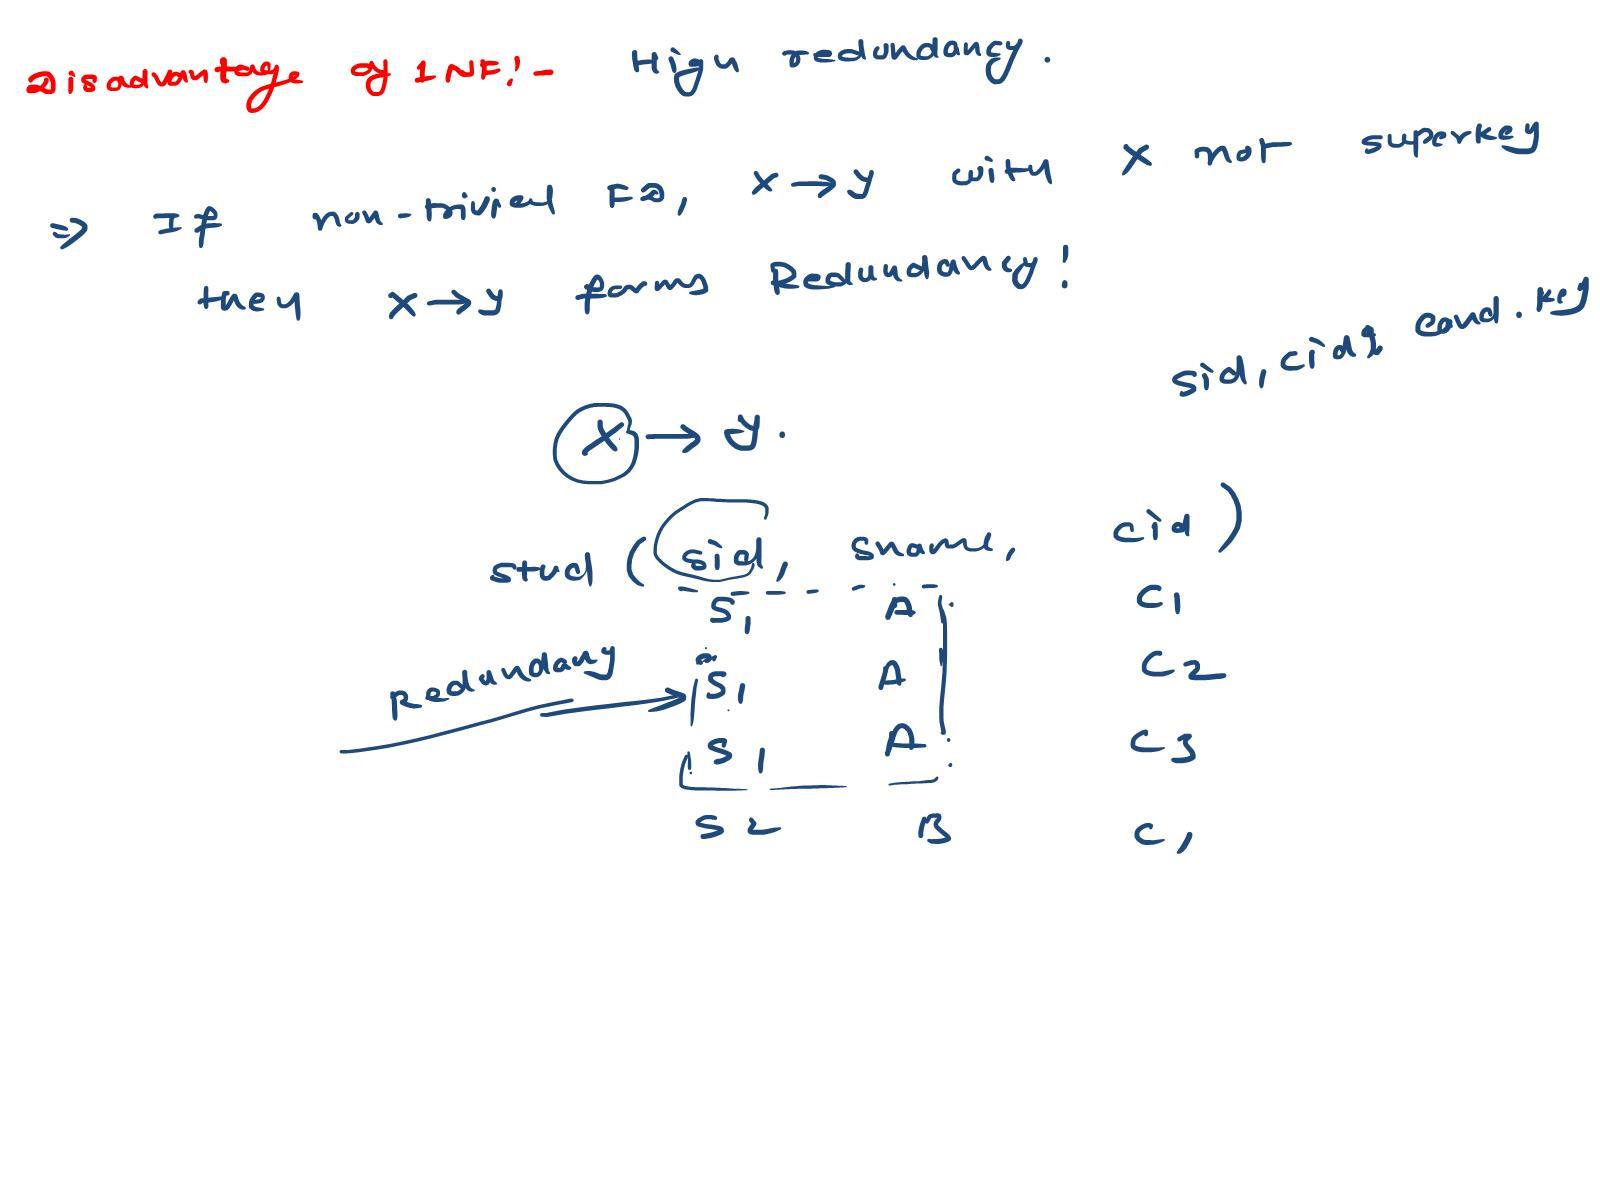 Disadvantage of 1NF:- High redundancy.
⇒ If non-trivial FD, X→y with X not superkey
then X→y forms Redundancy!
sid, cid} cand. key
X → y.
stud ( sid, sname, cid )
S1 A C1
Redundancy
S1 A C2
S1 A C3
S2 B C1